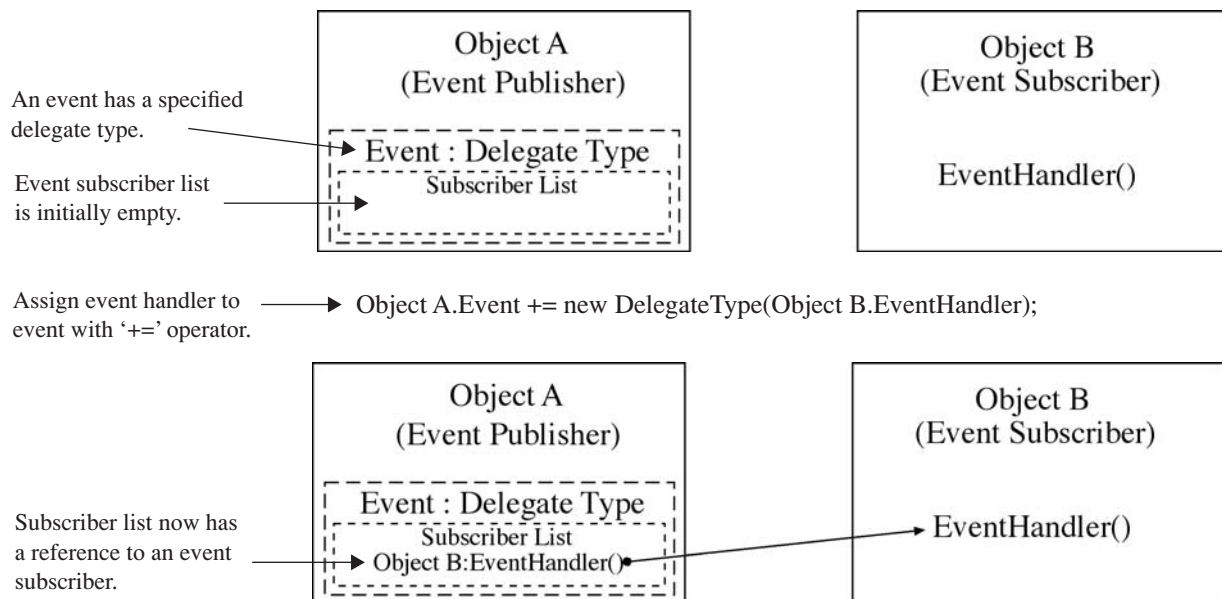 Object A
(Event Publisher)
Object B
(Event Subscriber)
An event has a specified
delegate type.
Event : Delegate Type
Subscriber List
EventHandler()
Event subscriber list
is initially empty.
Assign event handler to
event with ‘+=’ operator.
Object A.Event += new DelegateType(Object B.EventHandler);
Object A
(Event Publisher)
Object B
(Event Subscriber)
Event : Delegate Type
Subscriber List
Object B:EventHandler()
EventHandler()
Subscriber list now has
a reference to an event
subscriber.